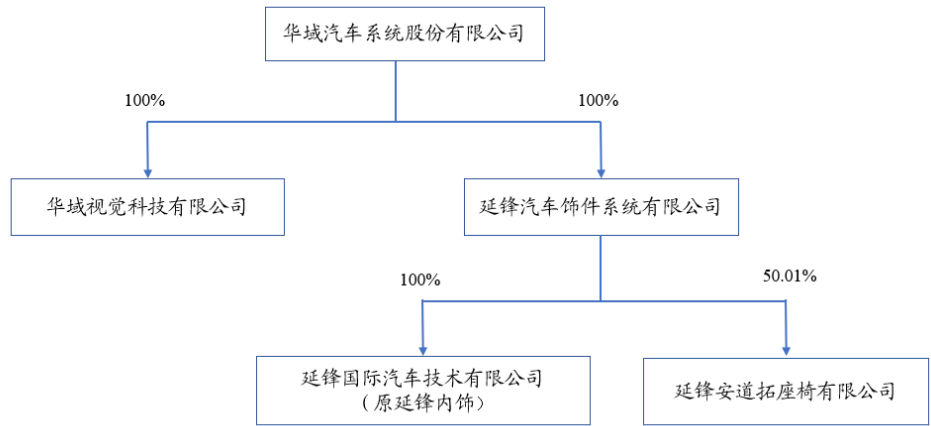 华域汽车系统股份有限公司
100%
100%
华域视觉科技有限公司
延锋汽车饰件系统有限公司
100%
50.01%
延锋国际汽车技术有限公司
（原延锋内饰）
延锋安道拓座椅有限公司